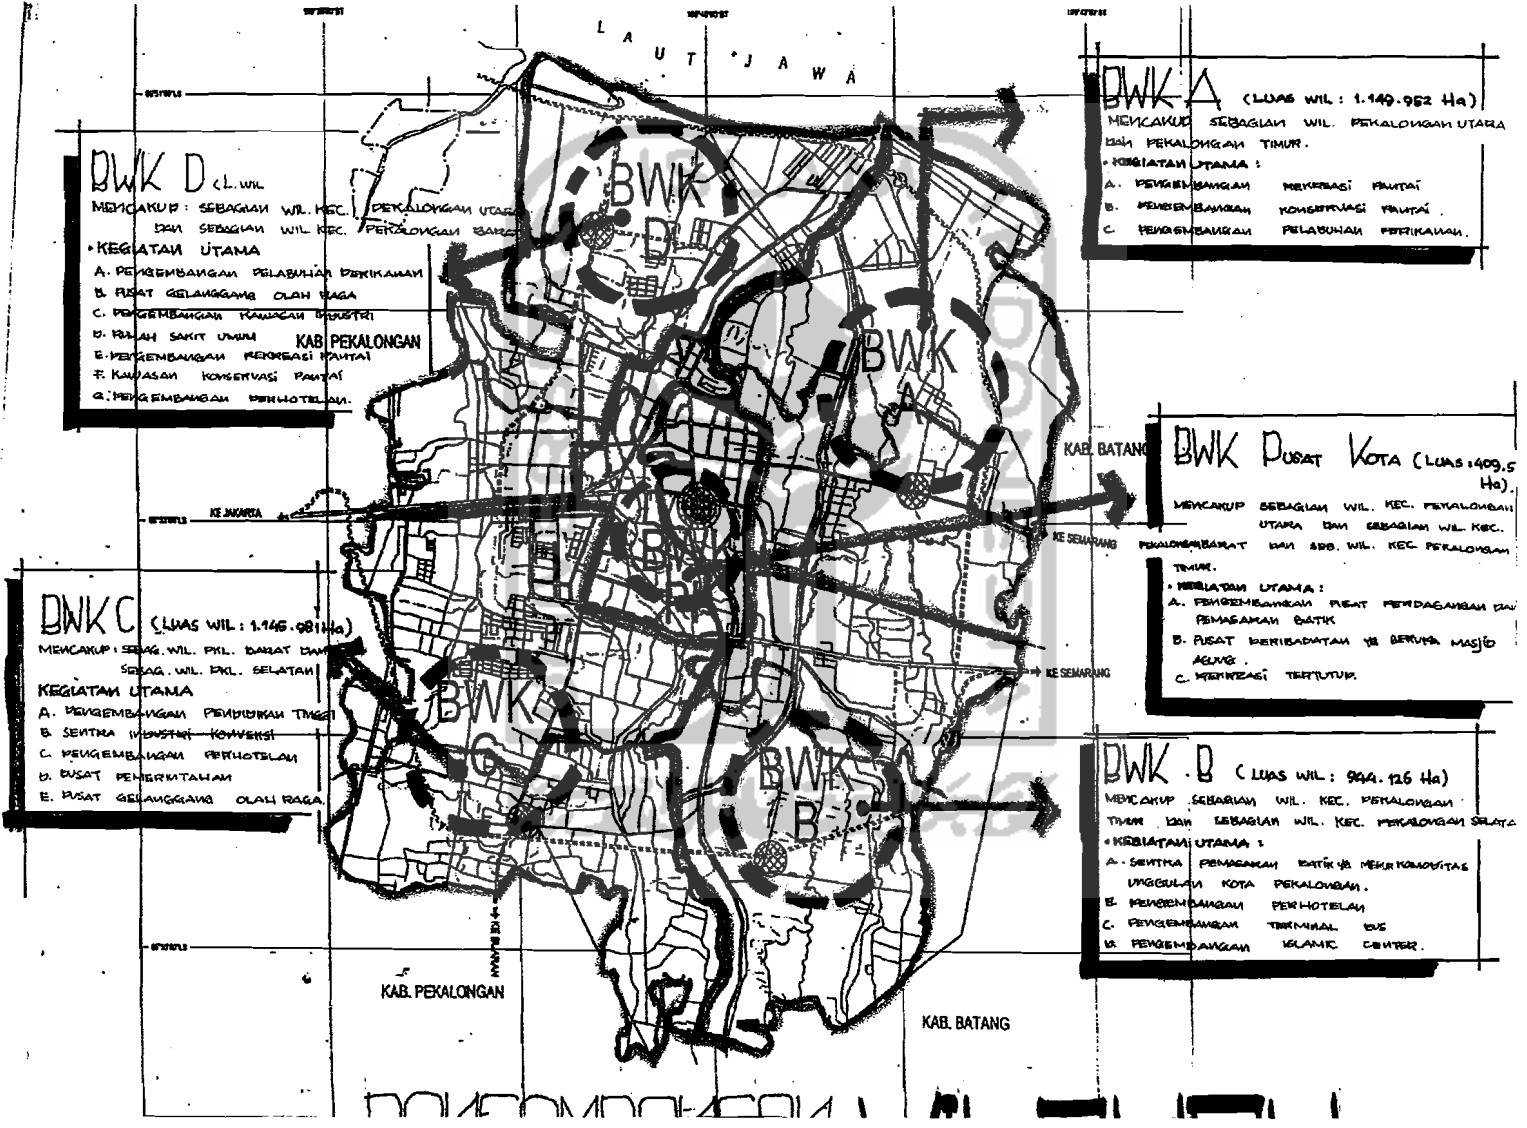 LAUT JAWA
BWK A (LUAS WIL: 1.149.952 Ha)
MENCAKUP SEBAGIAN WIL. PEKALONGAN UTARA
DAN PEKALONGAN TIMUR.
• KEGIATAN UTAMA :
A. PENGEMBANGAN REKREASI PANTAI
B. PENGEMBANGAN KONSERVASI PANTAI.
C. PENGEMBANGAN PELABUHAN PERIKANAN.
BWK D (L.WIL
MENCAKUP : SEBAGIAN WIL. KEC. PEKALONGAN UTARA
DAN SEBAGIAN WIL KEC. PEKALONGAN BARAT
• KEGIATAN UTAMA
A. PENGEMBANGAN PELABUHAN PERIKANAN
B. PUSAT GELANGGANG OLAH RAGA
C. PENGEMBANGAN KAWASAN INDUSTRI
D. RUMAH SAKIT UMUM
E. PENGEMBANGAN REKREASI PANTAI
F. KAWASAN KONSERVASI PANTAI
G. PENGEMBANGAN PERHOTELAN.
KAB. PEKALONGAN
BWK
D
BWK
A
KAB. BATANG
BWK PUSAT KOTA (LUAS : 409.5
Ha).
MENCAKUP SEBAGIAN WIL. KEC. PEKALONGAN
UTARA DAN SEBAGIAN WIL. KEC.
PEKALONGAN BARAT DAN SEB. WIL. KEC PEKALONGAN
TIMUR.
• KEGIATAN UTAMA :
A. PENGEMBANGAN PUSAT PERDAGANGAN DAN
PEMASARAN BATIK
B. PUSAT PERIBADATAN YG BERUPA MASJID
AGUNG.
C. REKREASI TERTUTUP.
KE JAKARTA
KE SEMARANG
KE SEMARANG
BWK C (LUAS WIL : 1.145.081 Ha)
MENCAKUP : SEBAG. WIL. PKL. BARAT DAN
SEBAG. WIL. PKL. SELATAN
KEGIATAN UTAMA
A. PENGEMBANGAN PENDIDIKAN TINGGI
B. SENTRA INDUSTRI KONVEKSI
C. PENGEMBANGAN PERHOTELAN
D. PUSAT PEMERINTAHAN
E. PUSAT GELANGGANG OLAH RAGA.
BWK
C
BWK
B
BWK . B (LUAS WIL : 944.126 Ha)
MENCAKUP SEBAGIAN WIL. KEC. PEKALONGAN
TIMUR DAN SEBAGIAN WIL. KEC. PEKALONGAN SELATA
• KEGIATAN UTAMA :
A. SENTRA PEMASARAN BATIK YG MERUP. KOMODITAS
UNGGULAN KOTA PEKALONGAN.
B. PENGEMBANGAN PERHOTELAN
C. PENGEMBANGAN TERMINAL BUS
D. PENGEMBANGAN ISLAMIC CENTER.
KAB. PEKALONGAN
KAB. BATANG